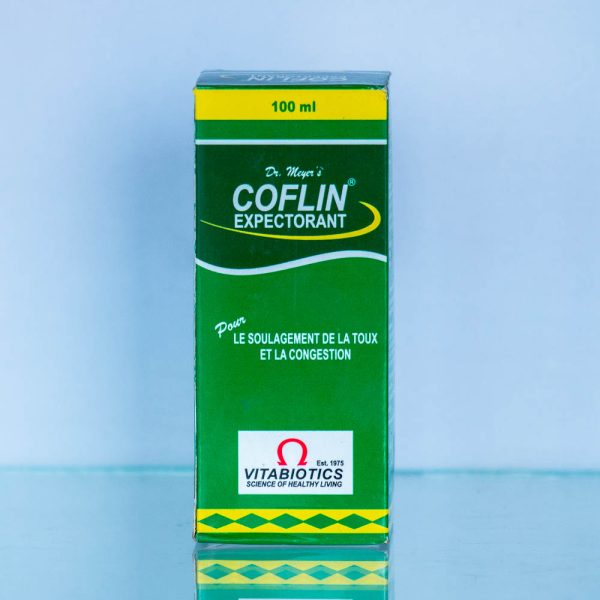 100 ml
Dr. Meyer's
COFLIN®
EXPECTORANT
Pour
LE SOULAGEMENT DE LA TOUX
ET LA CONGESTION
Est. 1975
VITABIOTICS
SCIENCE OF HEALTHY LIVING